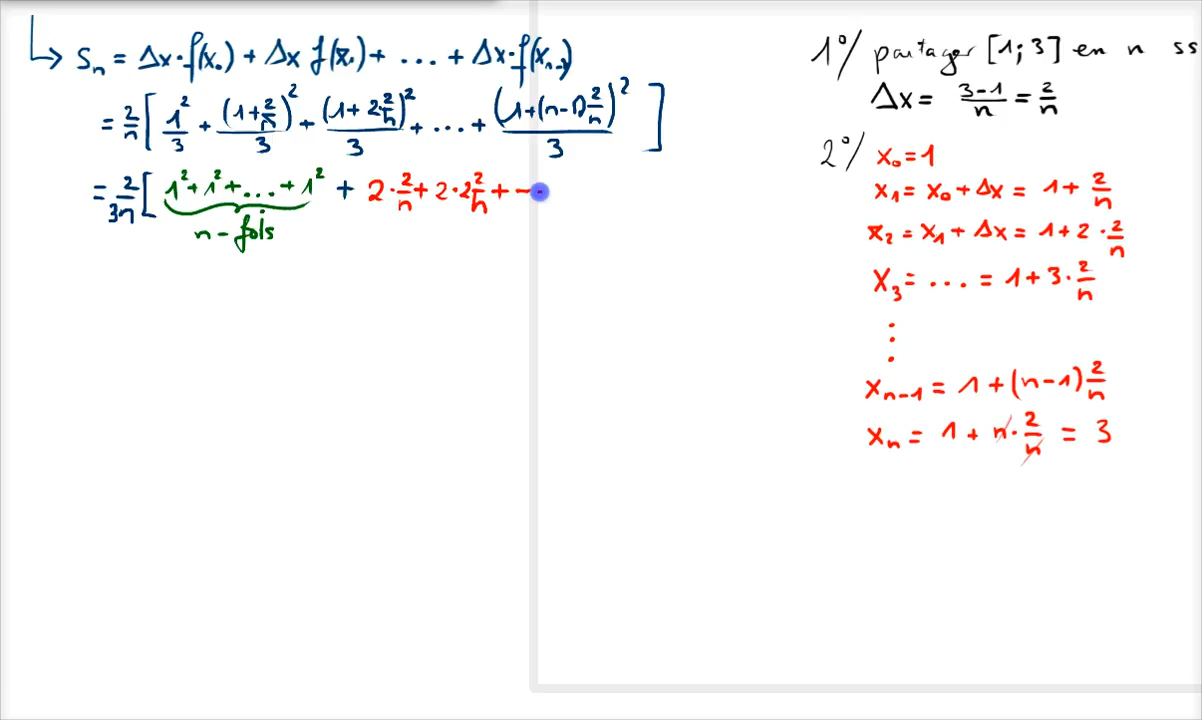 ↳ Sₙ = Δx·f(x₀) + Δx f(x₁) + ... + Δx·f(xₙ₋₁)
= 2/n [ 1²/3 + (1+2/n)²/3 + (1+2·2/n)²/3 + ... + (1+(n-1)2/n)²/3 ]
= 2/3n [ 1²+1²+...+1² + 2·2/n + 2·2·2/n + -
n-fois
1°/ partager [1;3] en n ss
Δx = 3-1/n = 2/n
2°/ x₀=1
x₁ = x₀ + Δx = 1 + 2/n
x₂ = x₁ + Δx = 1+2·2/n
x₃ = ... = 1+3·2/n
⋮
xₙ₋₁ = 1+(n-1)2/n
xₙ = 1 + n·2/n = 3